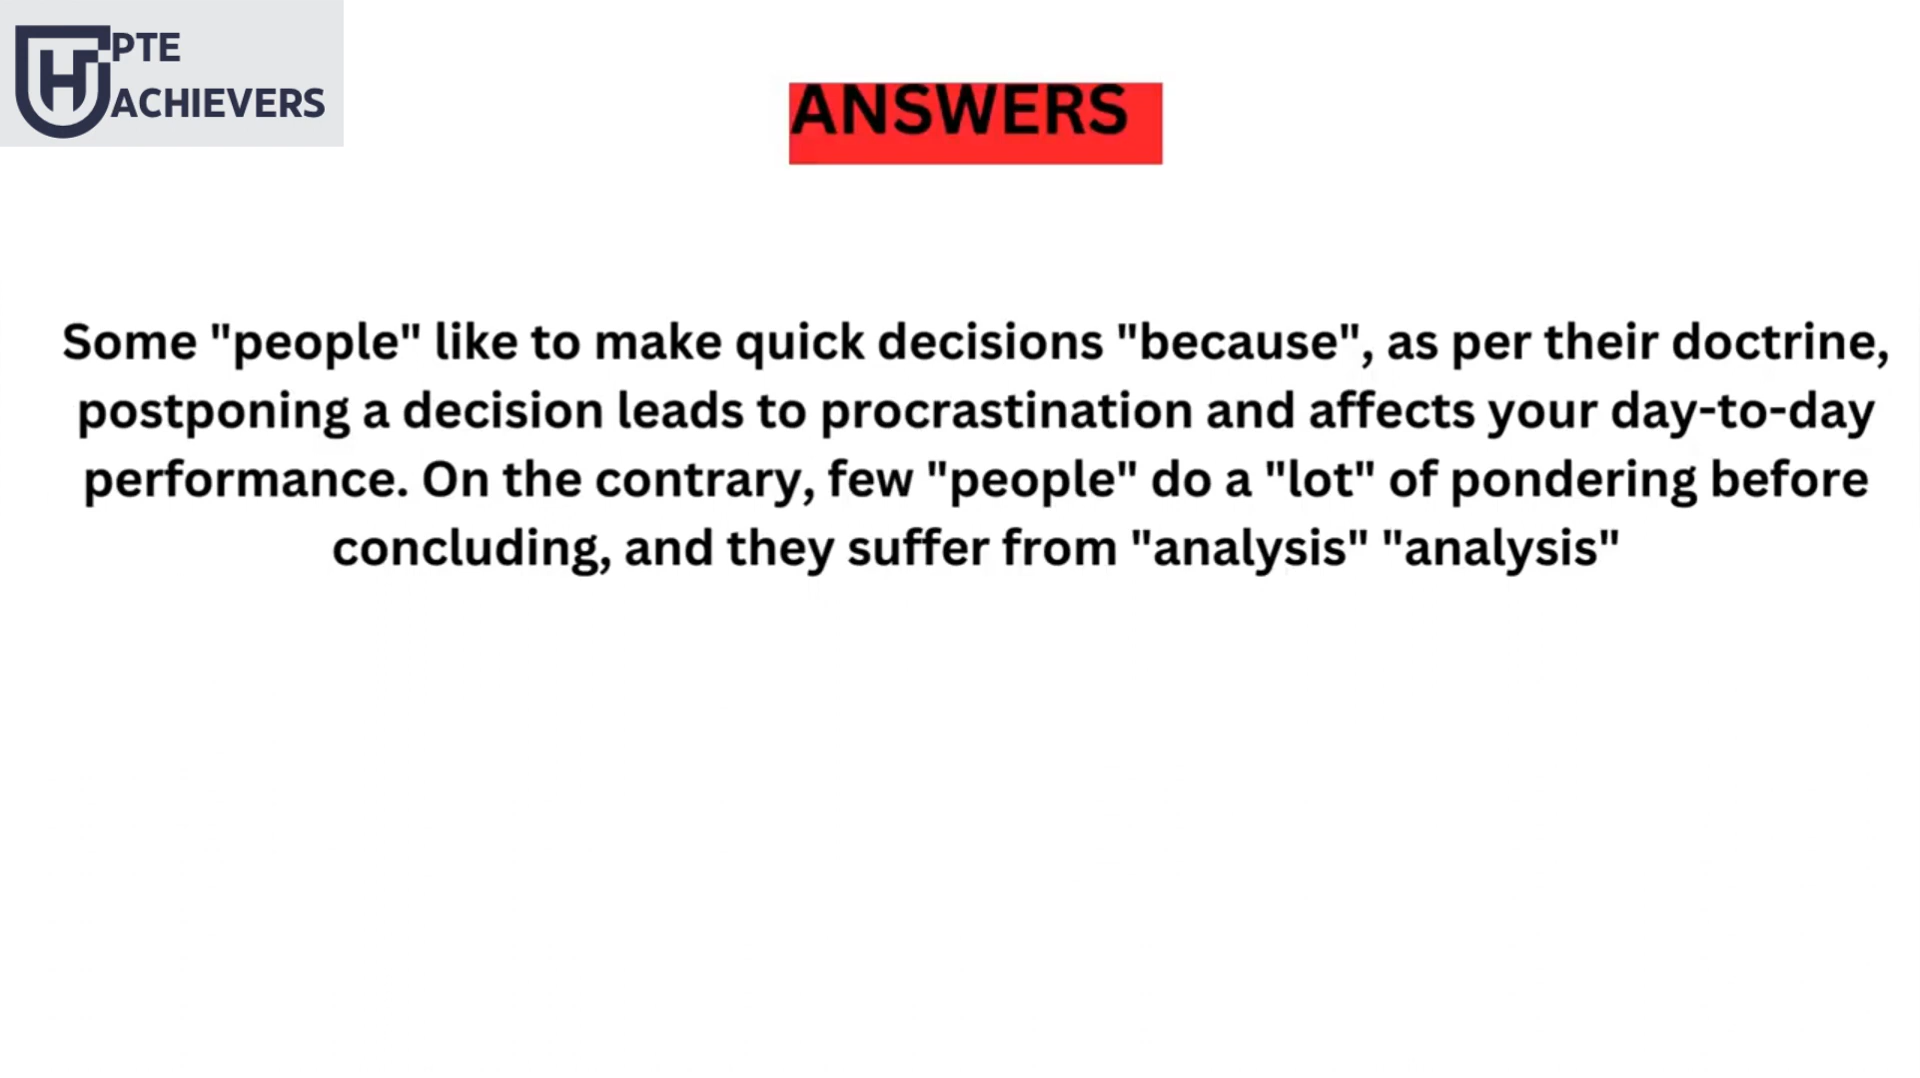 PTE
ACHIEVERS
ANSWERS
Some "people" like to make quick decisions "because", as per their doctrine,
postponing a decision leads to procrastination and affects your day-to-day
performance. On the contrary, few "people" do a "lot" of pondering before
concluding, and they suffer from "analysis" "analysis"